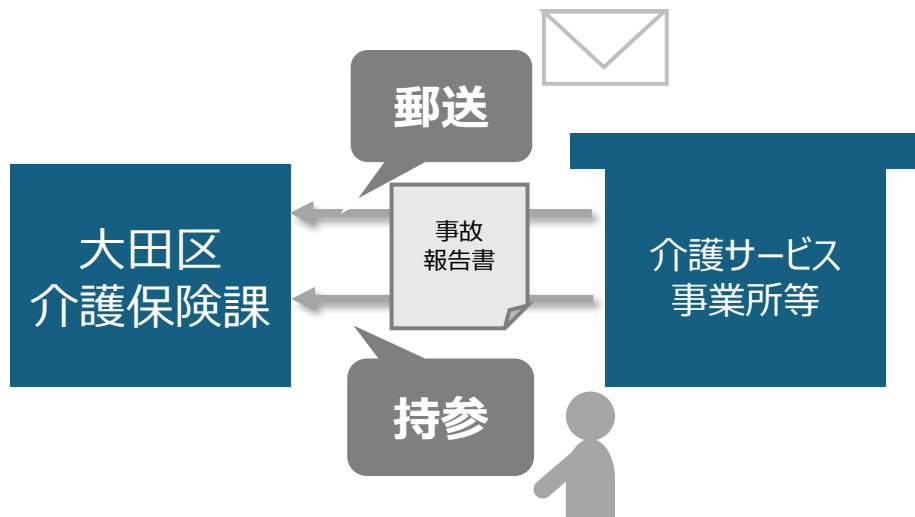 郵送
大田区
介護保険課
事故
報告書
介護サービス
事業所等
持参